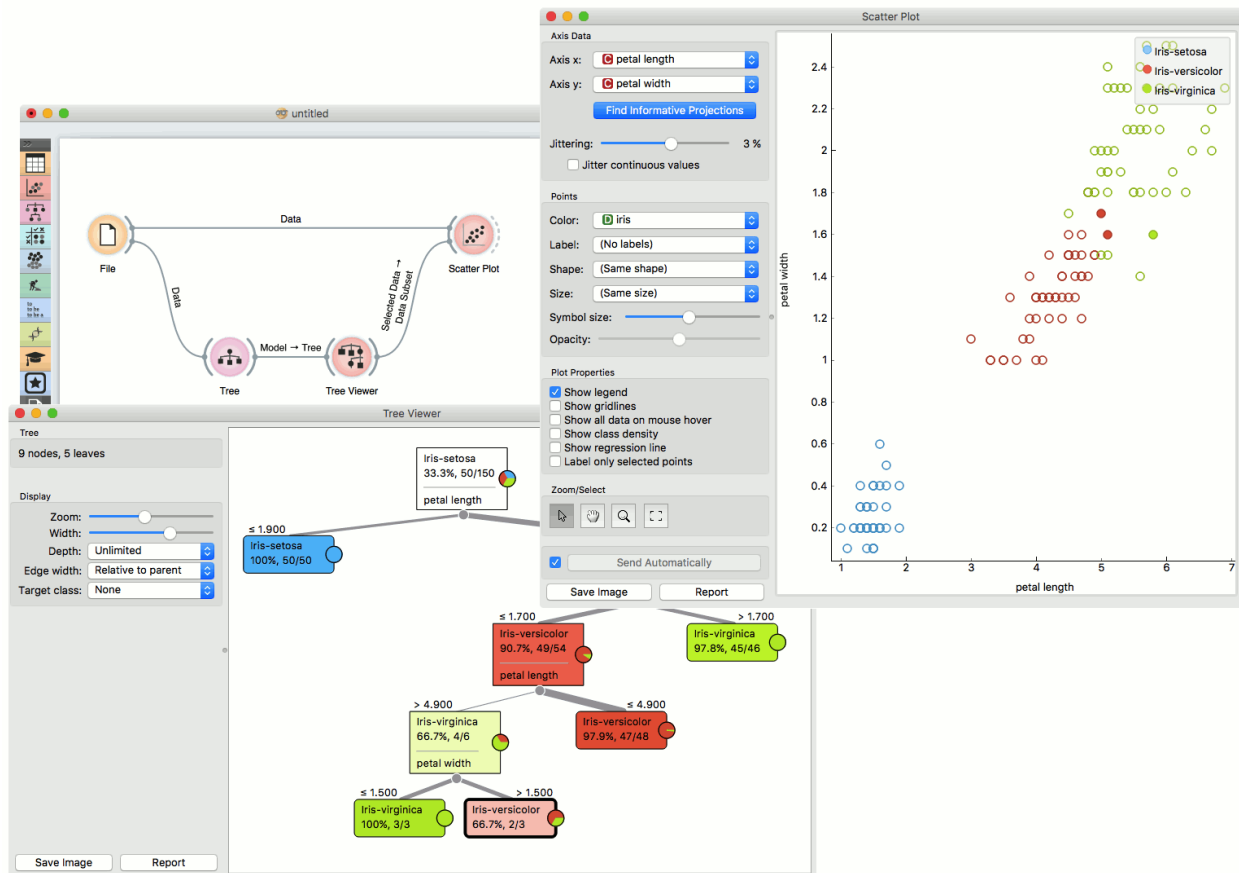 untitled
Data
File
Scatter Plot
Data
Selected Data →
Data Subset
Model → Tree
Tree
Tree Viewer
Scatter Plot
Axis Data
Axis x: C petal length
Axis y: C petal width
Find Informative Projections
Jittering: 3 %
Jitter continuous values
Points
Color: D iris
Label: (No labels)
Shape: (Same shape)
Size: (Same size)
Symbol size:
Opacity:
Plot Properties
Show legend
Show gridlines
Show all data on mouse hover
Show class density
Show regression line
Label only selected points
Zoom/Select
Send Automatically
Save Image Report
Iris-setosa
Iris-versicolor
Iris-virginica
petal width
2.4
2.2
2
1.8
1.6
1.4
1.2
1
0.8
0.6
0.4
0.2
1 2 3 4 5 6 7
petal length
Tree Viewer
Tree
9 nodes, 5 leaves
Display
Zoom:
Width:
Depth: Unlimited
Edge width: Relative to parent
Target class: None
Save Image Report
Iris-setosa
33.3%, 50/150
petal length
≤ 1.900
Iris-setosa
100%, 50/50
≤ 1.700
Iris-versicolor
90.7%, 49/54
petal length
> 1.700
Iris-virginica
97.8%, 45/46
> 4.900
Iris-virginica
66.7%, 4/6
petal width
≤ 4.900
Iris-versicolor
97.9%, 47/48
≤ 1.500
Iris-virginica
100%, 3/3
> 1.500
Iris-versicolor
66.7%, 2/3